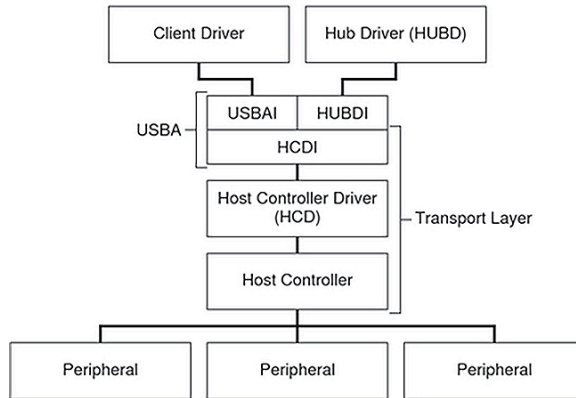 Client Driver
Hub Driver (HUBD)
USBA
USBAI
HUBDI
HCDI
Host Controller Driver
(HCD)
Transport Layer
Host Controller
Peripheral
Peripheral
Peripheral